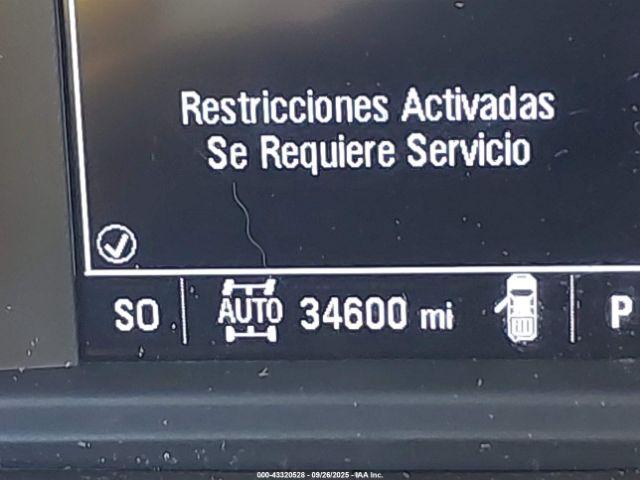 Restricciones Activadas
Se Requiere Servicio
SO AUTO 34600 mi P
000-43320528 - 09/26/2025 - IAA Inc.